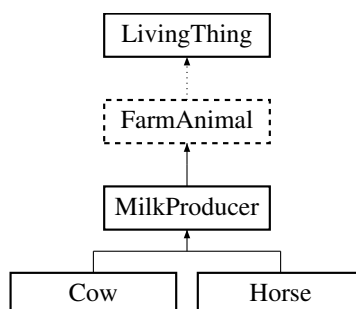 LivingThing
FarmAnimal
MilkProducer
Cow
Horse